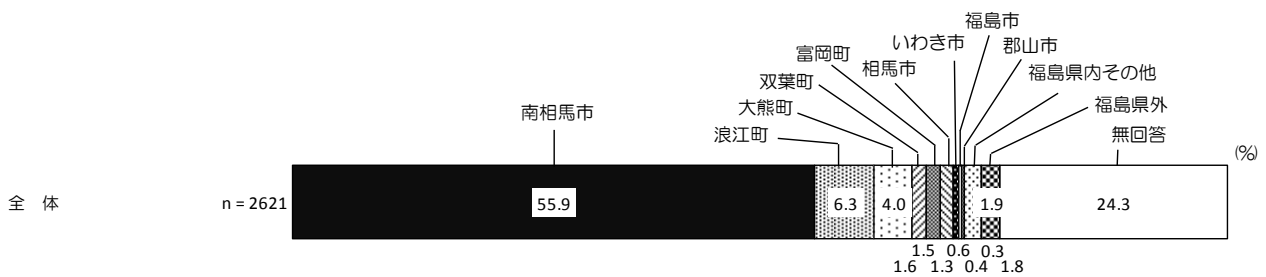 福島市
いわき市
郡山市
富岡町
相馬市
福島県内その他
双葉町
大熊町
福島県外
南相馬市
浪江町
無回答
(%)
全 体
n = 2621
55.9
6.3
4.0
1.9
24.3
1.5
0.6
0.3
1.6
1.3
0.4
1.8